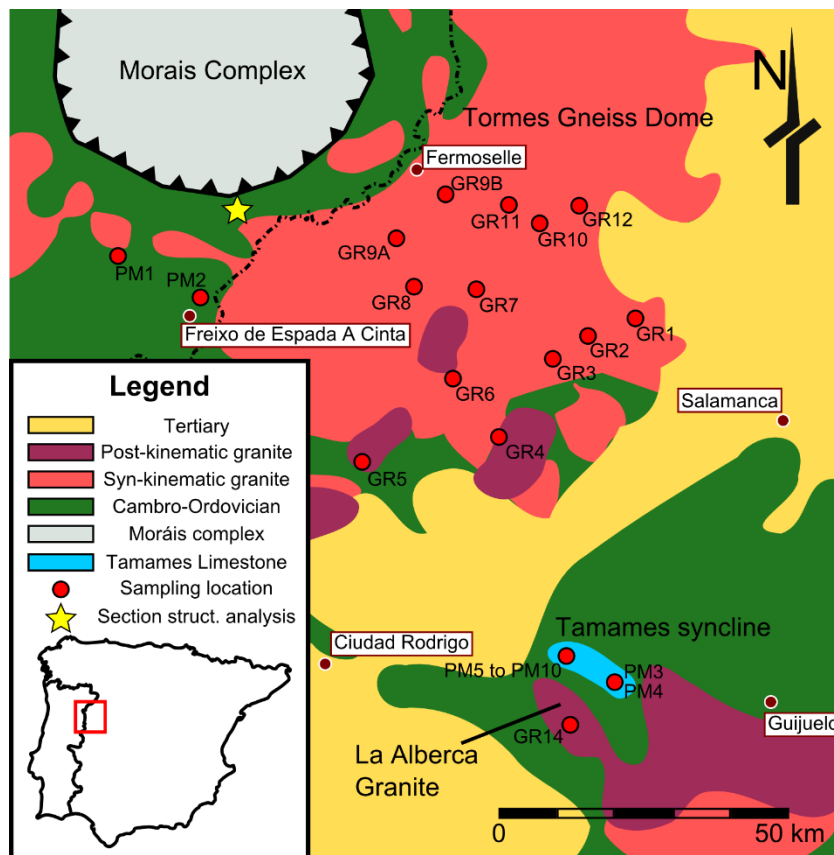 Morais Complex
N
Tormes Gneiss Dome
Fermoselle
GR9B
GR11
GR12
GR10
GR9A
PM1
PM2
GR8
GR7
Freixo de Espada A Cinta
GR1
GR2
GR3
GR6
Salamanca
GR4
GR5
Legend
Tertiary
Post-kinematic granite
Syn-kinematic granite
Cambro-Ordovician
Moráis complex
Tamames Limestone
Sampling location
Section struct. analysis
Tamames syncline
Ciudad Rodrigo
PM5 to PM10
PM3
PM4
Guijuelo
GR14
La Alberca
Granite
0 50 km